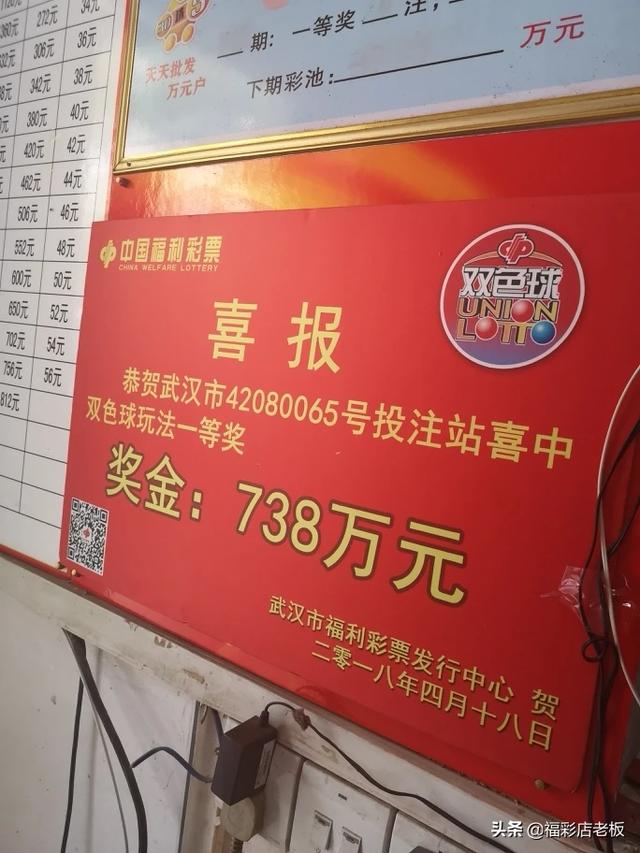 天天批发
万元户
期：一等奖 注，
万元
下期彩池：
万元
272元 34元
306元 36元
342元 38元
380元 40元
420元 42元
462元 44元
506元 46元
552元 48元
600元 50元
650元 52元
702元 54元
756元 56元
812元
中国福利彩票
CHINA WELFARE LOTTERY
双色球
UNION
LOTTO
喜报
恭贺武汉市42080065号投注站喜中
双色球玩法一等奖
奖金：738万元
武汉市福利彩票发行中心 贺
二零一八年四月十八日
头条 @福彩店老板